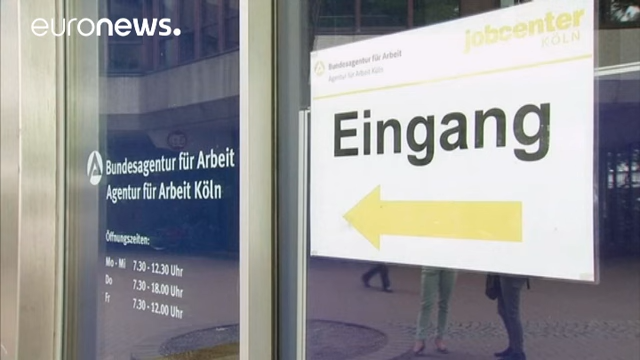 euronews.
jobcenter
KÖLN
Bundesagentur für Arbeit
Agentur für Arbeit Köln
Eingang
Bundesagentur für Arbeit
Agentur für Arbeit Köln
Öffnungszeiten:
Mo - Mi 7.30 - 12.30 Uhr
Do 7.30 - 18.00 Uhr
Fr 7.30 - 12.00 Uhr